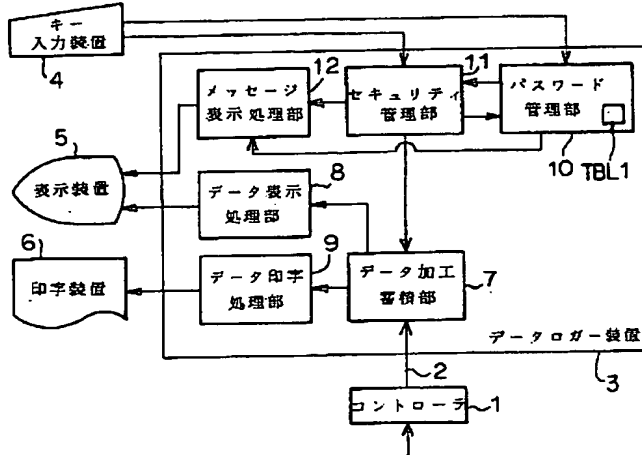 キー
入力装置
4
12
メッセージ
表示処理部
11
セキュリティ
管理部
パスワード
管理部
10
TBL1
5
表示装置
8
データ表示
処理部
6
印字装置
9
データ印字
処理部
データ加工
蓄積部
7
データロガー装置
3
2
コントローラ
1